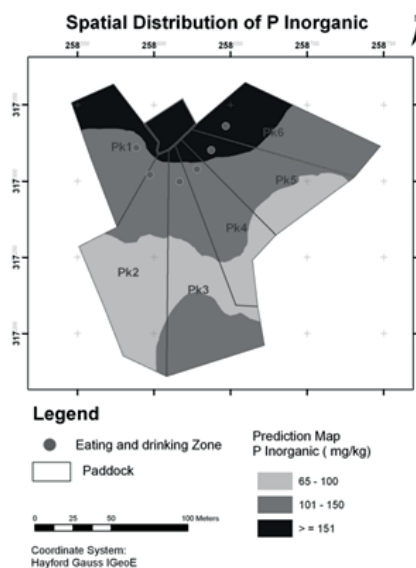 Spatial Distribution of P Inorganic
258
258
258
258
258
317
317
317
317
Pk1
Pk6
Pk5
Pk4
Pk2
Pk3
Legend
Eating and drinking Zone
Paddock
0 25 50 100 Meters
Coordinate System:
Hayford Gauss IGeoE
Prediction Map
P Inorganic ( mg/kg)
65 - 100
101 - 150
> = 151